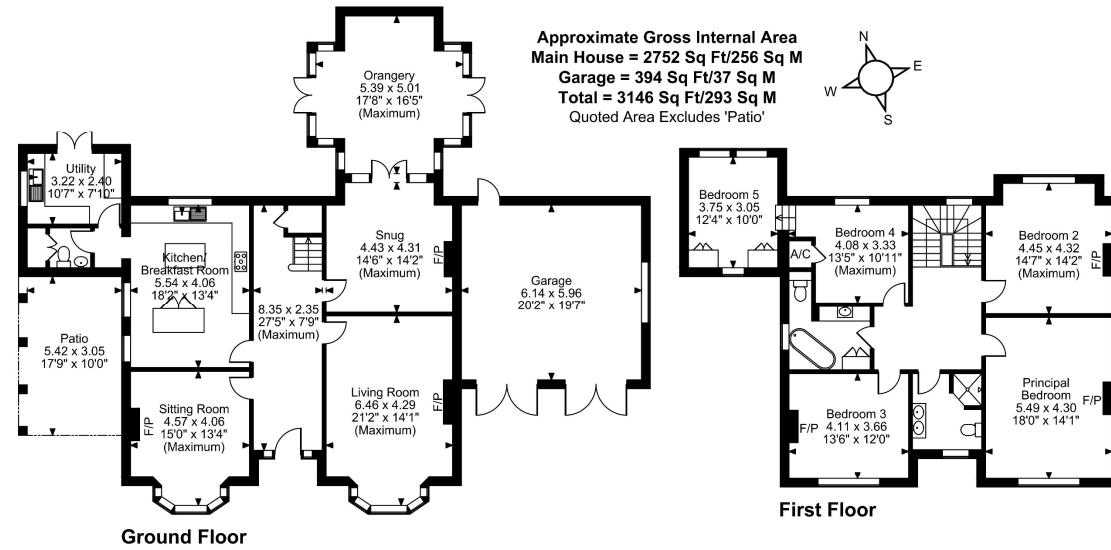 Approximate Gross Internal Area
Main House = 2752 Sq Ft/256 Sq M
Garage = 394 Sq Ft/37 Sq M
Total = 3146 Sq Ft/293 Sq M
Quoted Area Excludes 'Patio'
N
E
S
W
Orangery
5.39 x 5.01
17'8" x 16'5"
(Maximum)
Utility
3.22 x 2.40
10'7" x 7'10"
Kitchen/
Breakfast Room
5.54 x 4.06
18'2" x 13'4"
Snug
4.43 x 4.31
14'6" x 14'2"
(Maximum)
F/P
Garage
6.14 x 5.96
20'2" x 19'7"
8.35 x 2.35
27'5" x 7'9"
(Maximum)
Patio
5.42 x 3.05
17'9" x 10'0"
Sitting Room
4.57 x 4.06
15'0" x 13'4"
(Maximum)
F/P
Living Room
6.46 x 4.29
21'2" x 14'1"
(Maximum)
F/P
Ground Floor
Bedroom 5
3.75 x 3.05
12'4" x 10'0"
A/C
Bedroom 4
4.08 x 3.33
13'5" x 10'11"
(Maximum)
Bedroom 2
4.45 x 4.32
14'7" x 14'2"
(Maximum)
F/P
Bedroom 3
4.11 x 3.66
13'6" x 12'0"
F/P
Principal
Bedroom
5.49 x 4.30
18'0" x 14'1"
F/P
First Floor